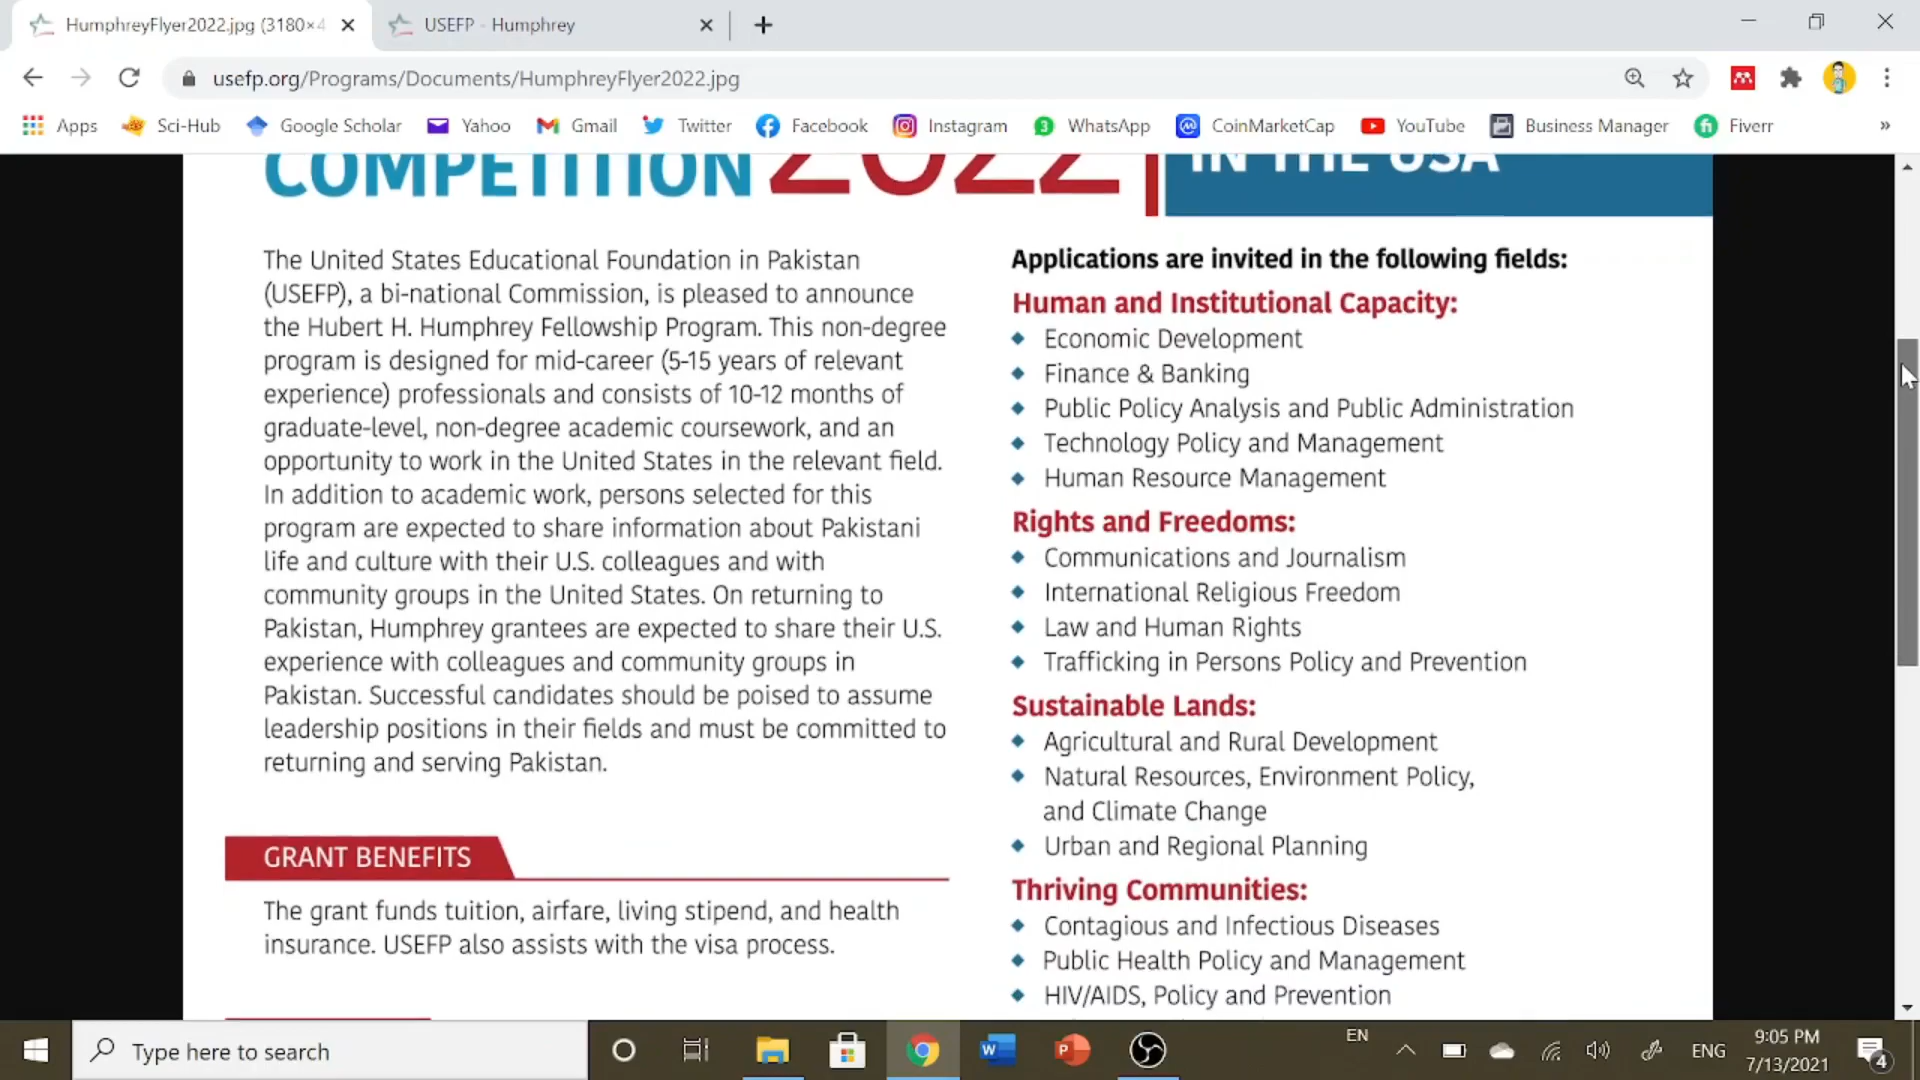 HumphreyFlyer2022.jpg (3180×4
USEFP - Humphrey
usefp.org/Programs/Documents/HumphreyFlyer2022.jpg
Apps Sci-Hub Google Scholar Yahoo Gmail Twitter Facebook Instagram WhatsApp CoinMarketCap YouTube Business Manager Fiverr »
COMPETITION 2022 IN THE USA
The United States Educational Foundation in Pakistan
(USEFP), a bi-national Commission, is pleased to announce
the Hubert H. Humphrey Fellowship Program. This non-degree
program is designed for mid-career (5-15 years of relevant
experience) professionals and consists of 10-12 months of
graduate-level, non-degree academic coursework, and an
opportunity to work in the United States in the relevant field.
In addition to academic work, persons selected for this
program are expected to share information about Pakistani
life and culture with their U.S. colleagues and with
community groups in the United States. On returning to
Pakistan, Humphrey grantees are expected to share their U.S.
experience with colleagues and community groups in
Pakistan. Successful candidates should be poised to assume
leadership positions in their fields and must be committed to
returning and serving Pakistan.
GRANT BENEFITS
The grant funds tuition, airfare, living stipend, and health
insurance. USEFP also assists with the visa process.
Applications are invited in the following fields:
Human and Institutional Capacity:
Economic Development
Finance & Banking
Public Policy Analysis and Public Administration
Technology Policy and Management
Human Resource Management
Rights and Freedoms:
Communications and Journalism
International Religious Freedom
Law and Human Rights
Trafficking in Persons Policy and Prevention
Sustainable Lands:
Agricultural and Rural Development
Natural Resources, Environment Policy,
and Climate Change
Urban and Regional Planning
Thriving Communities:
Contagious and Infectious Diseases
Public Health Policy and Management
HIV/AIDS, Policy and Prevention
Type here to search
EN
ENG
9:05 PM
7/13/2021
4